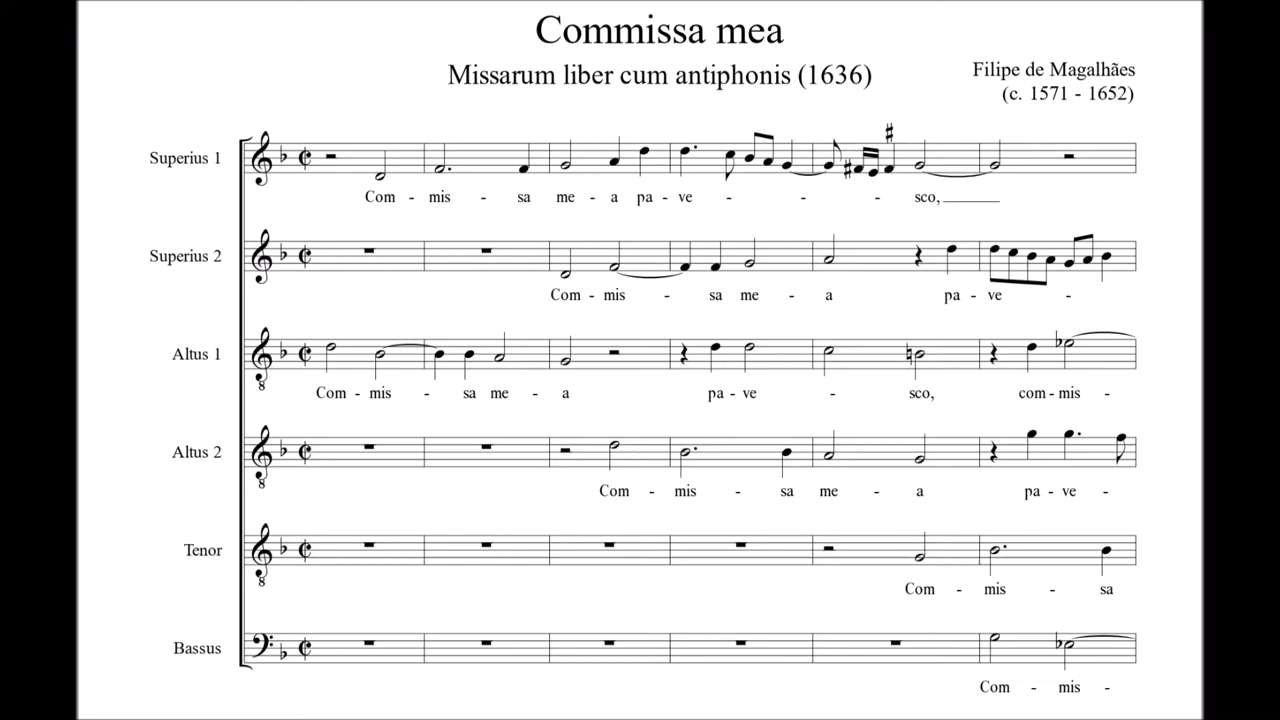 Commissa mea
Missarum liber cum antiphonis (1636)
Filipe de Magalhães
(c. 1571 - 1652)
Superius 1
Com - mis - sa me - a pa - ve - - - sco,
Superius 2
Com - mis - sa me - a pa - ve -
Altus 1
Com - mis - sa me - a pa - ve - sco, com - mis -
Altus 2
Com - mis - sa me - a pa - ve -
Tenor
Com - mis - sa
Bassus
Com - mis -